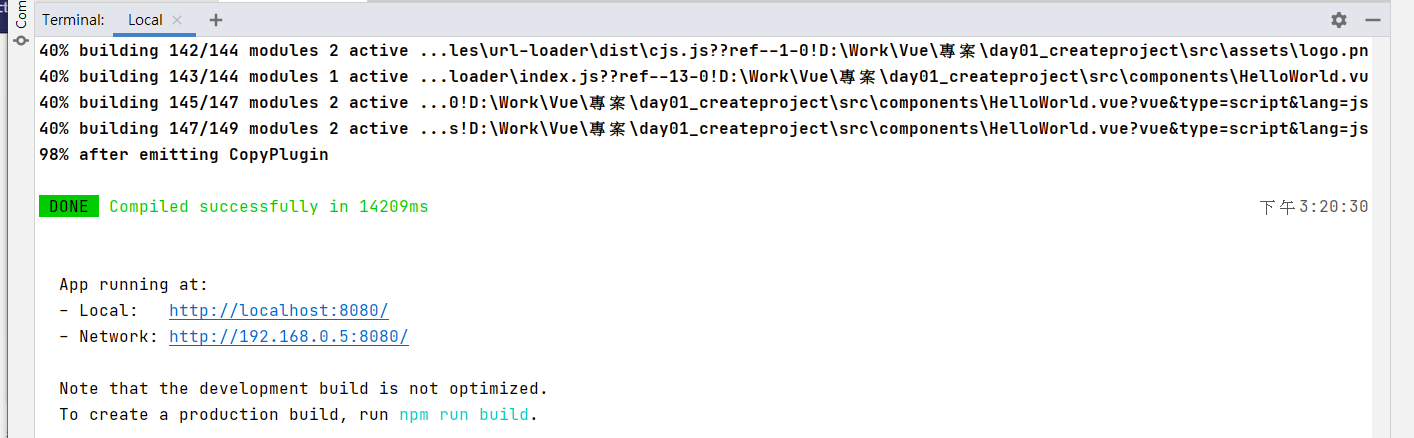 Com
Terminal: Local × +
40% building 142/144 modules 2 active ...les\url-loader\dist\cjs.js??ref--1-0!D:\Work\Vue\專案\day01_createproject\src\assets\logo.pn
40% building 143/144 modules 1 active ...loader\index.js??ref--13-0!D:\Work\Vue\專案\day01_createproject\src\components\HelloWorld.vu
40% building 145/147 modules 2 active ...0!D:\Work\Vue\專案\day01_createproject\src\components\HelloWorld.vue?vue&type=script&lang=js
40% building 147/149 modules 2 active ...s!D:\Work\Vue\專案\day01_createproject\src\components\HelloWorld.vue?vue&type=script&lang=js
98% after emitting CopyPlugin
DONE Compiled successfully in 14209ms 下午3:20:30
App running at:
- Local: http://localhost:8080/
- Network: http://192.168.0.5:8080/
Note that the development build is not optimized.
To create a production build, run npm run build.